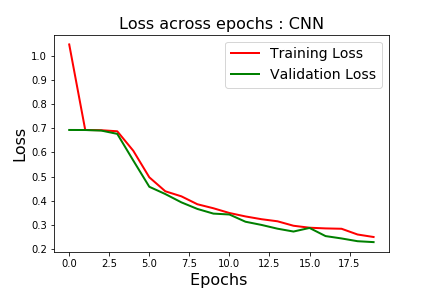 Loss across epochs : CNN
Training Loss
Validation Loss
Loss
1.0
0.9
0.8
0.7
0.6
0.5
0.4
0.3
0.2
0.0 2.5 5.0 7.5 10.0 12.5 15.0 17.5
Epochs